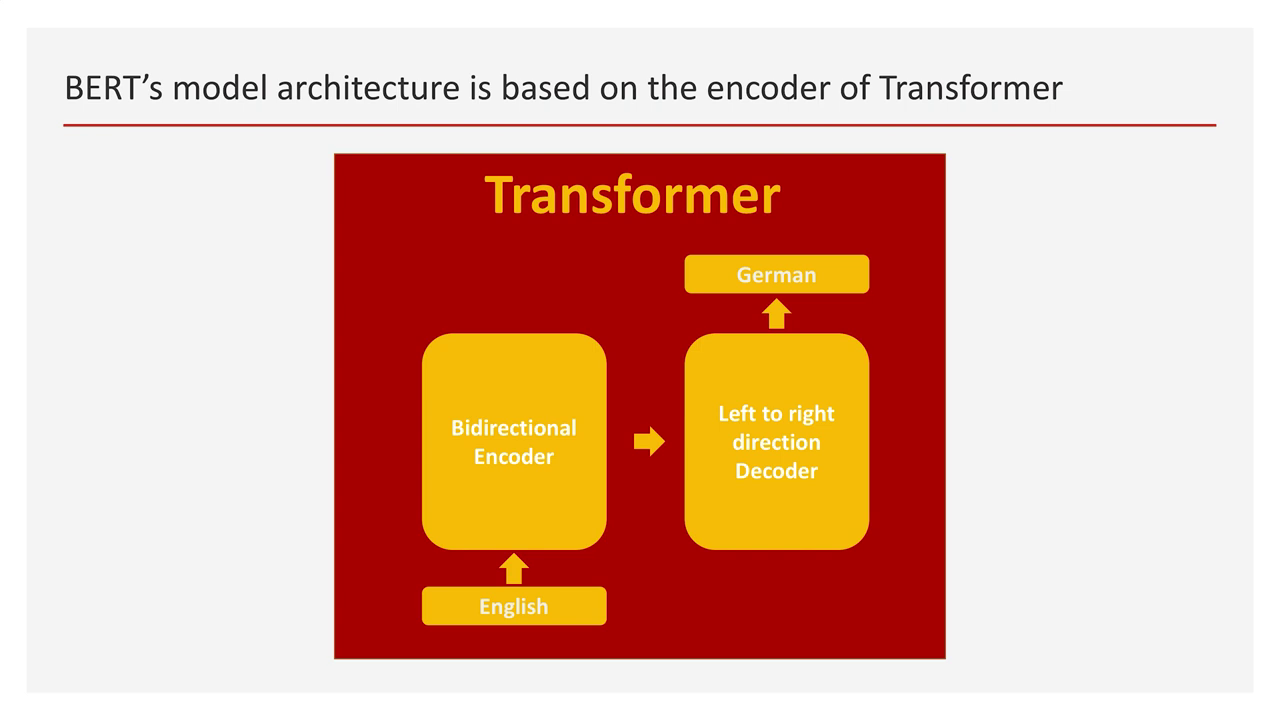 BERT’s model architecture is based on the encoder of Transformer
Transformer
German
Bidirectional
Encoder
Left to right
direction
Decoder
English